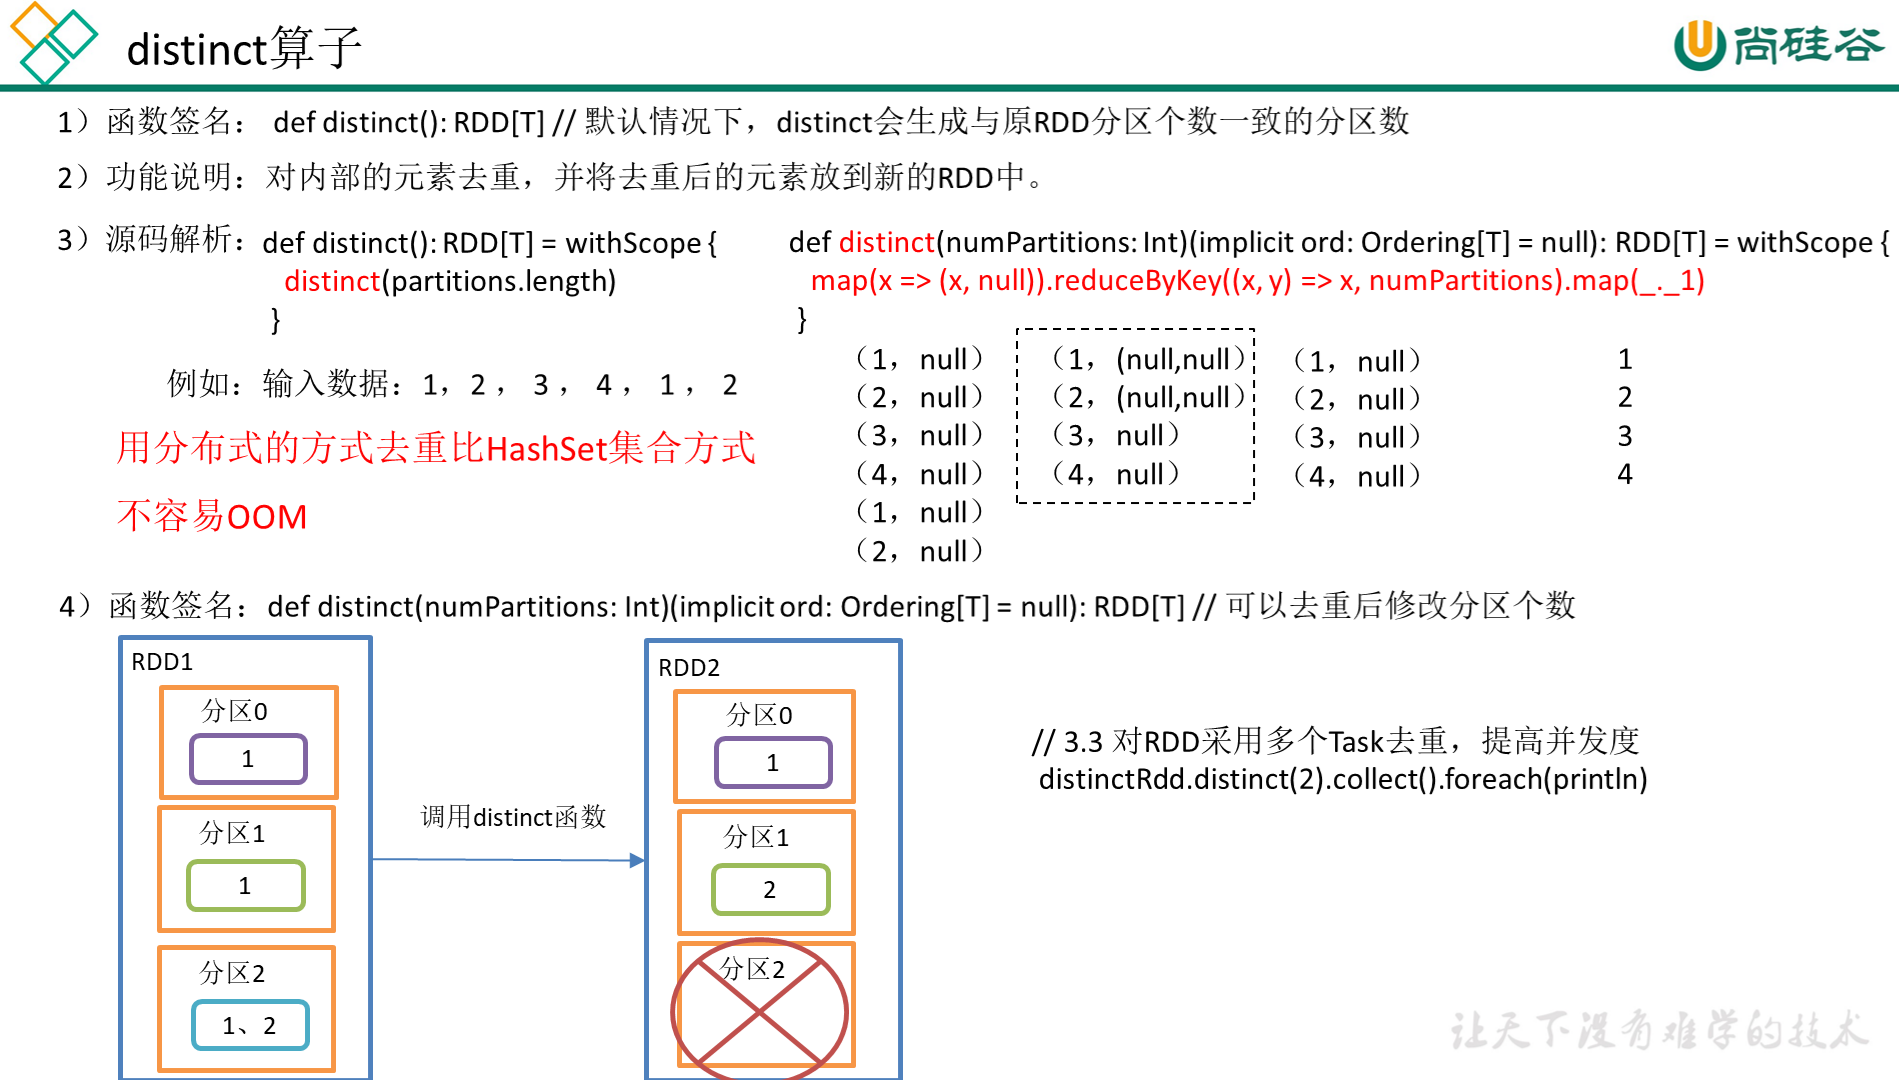 distinct算子
尚硅谷
1）函数签名： def distinct(): RDD[T] // 默认情况下，distinct会生成与原RDD分区个数一致的分区数
2）功能说明：对内部的元素去重，并将去重后的元素放到新的RDD中。
3）源码解析：
def distinct(): RDD[T] = withScope {
distinct(partitions.length)
}
def distinct(numPartitions: Int)(implicit ord: Ordering[T] = null): RDD[T] = withScope {
map(x => (x, null)).reduceByKey((x, y) => x, numPartitions).map(_._1)
}
例如：输入数据：1，2 ， 3 ， 4 ， 1 ， 2
用分布式的方式去重比HashSet集合方式
不容易OOM
（1，null）
（2，null）
（3，null）
（4，null）
（1，null）
（2，null）
（1，(null,null）
（2，(null,null）
（3，null）
（4，null）
（1，null）
（2，null）
（3，null）
（4，null）
1
2
3
4
4）函数签名：def distinct(numPartitions: Int)(implicit ord: Ordering[T] = null): RDD[T] // 可以去重后修改分区个数
RDD1
分区0
1
分区1
1
分区2
1、2
调用distinct函数
RDD2
分区0
1
分区1
2
分区2
// 3.3 对RDD采用多个Task去重，提高并发度
distinctRdd.distinct(2).collect().foreach(println)
让天下没有难学的技术